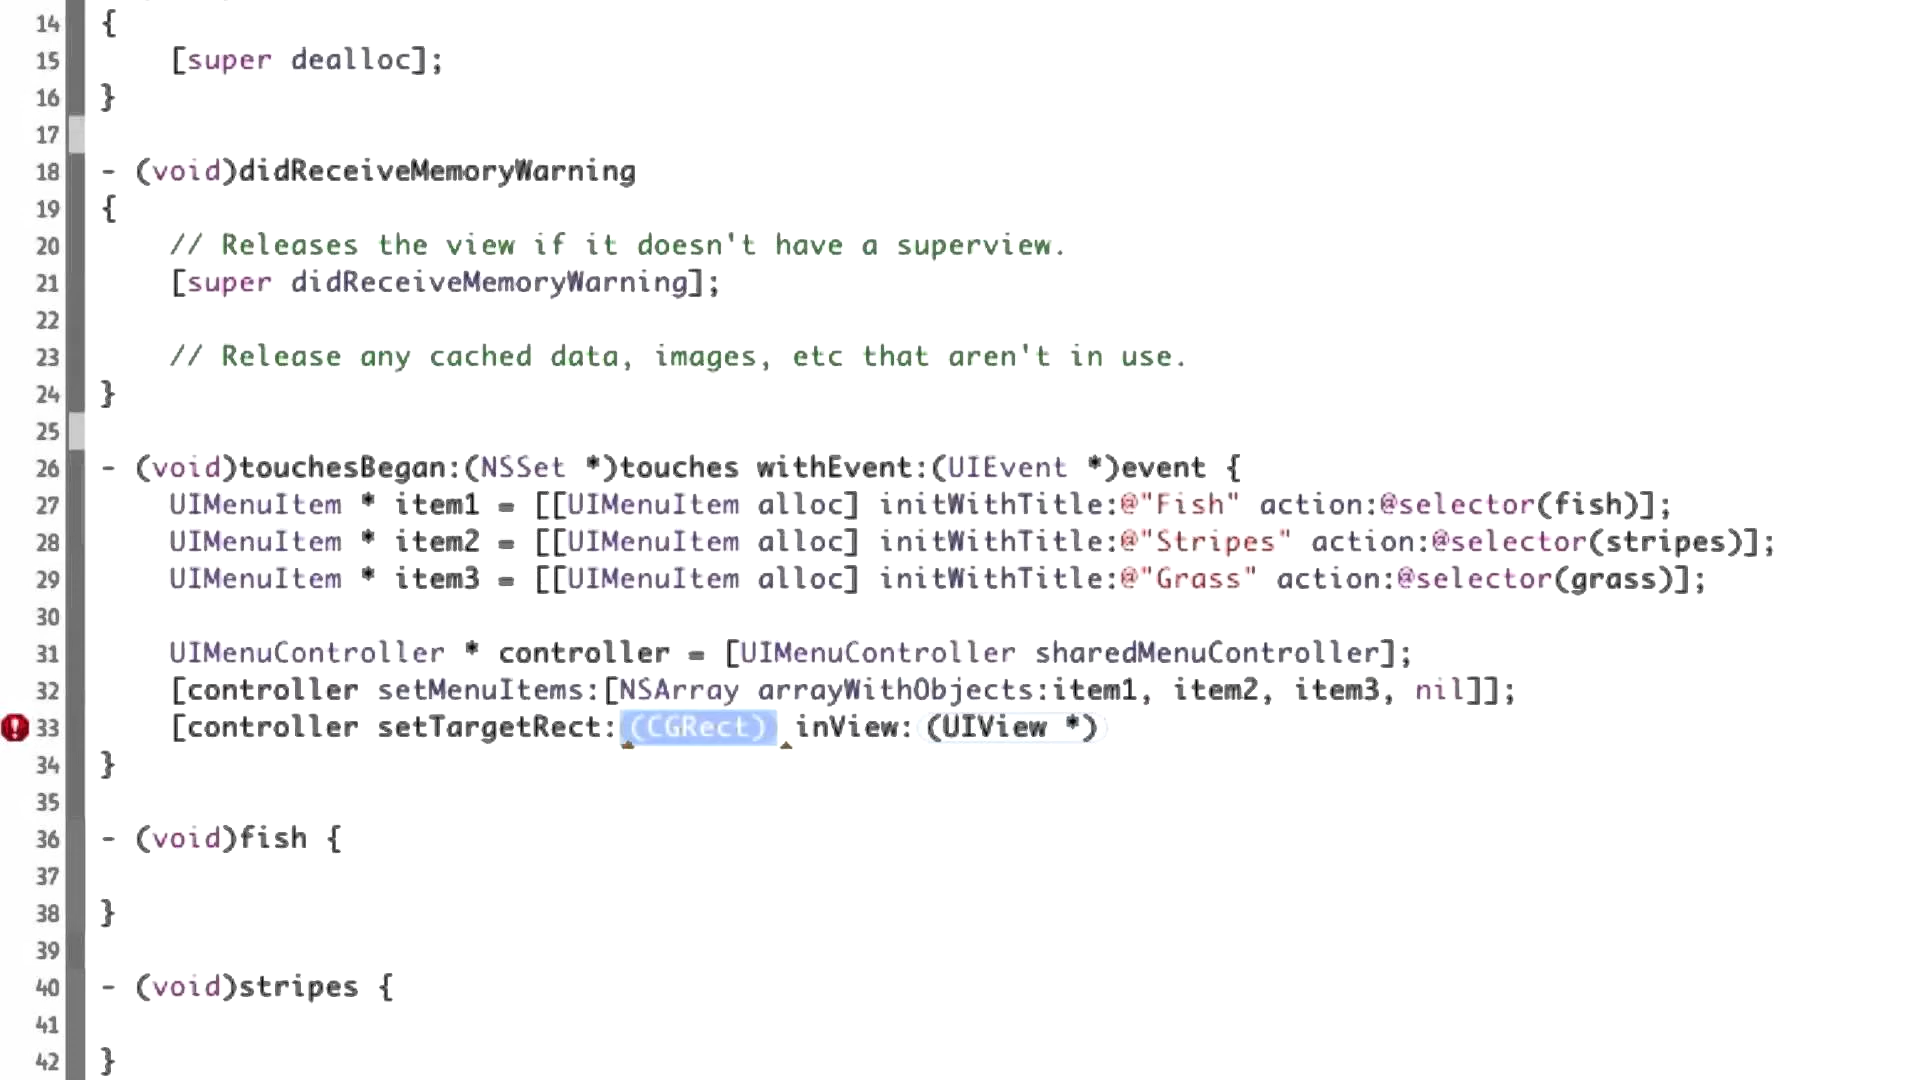 14 {
15 [super dealloc];
16 }
17
18 - (void)didReceiveMemoryWarning
19 {
20 // Releases the view if it doesn't have a superview.
21 [super didReceiveMemoryWarning];
22
23 // Release any cached data, images, etc that aren't in use.
24 }
25
26 - (void)touchesBegan:(NSSet *)touches withEvent:(UIEvent *)event {
27 UIMenuItem * item1 = [[UIMenuItem alloc] initWithTitle:@"Fish" action:@selector(fish)];
28 UIMenuItem * item2 = [[UIMenuItem alloc] initWithTitle:@"Stripes" action:@selector(stripes)];
29 UIMenuItem * item3 = [[UIMenuItem alloc] initWithTitle:@"Grass" action:@selector(grass)];
30
31 UIMenuController * controller = [UIMenuController sharedMenuController];
32 [controller setMenuItems:[NSArray arrayWithObjects:item1, item2, item3, nil]];
33 [controller setTargetRect:(CGRect) inView:(UIView *)
34 }
35
36 - (void)fish {
37
38 }
39
40 - (void)stripes {
41
42 }